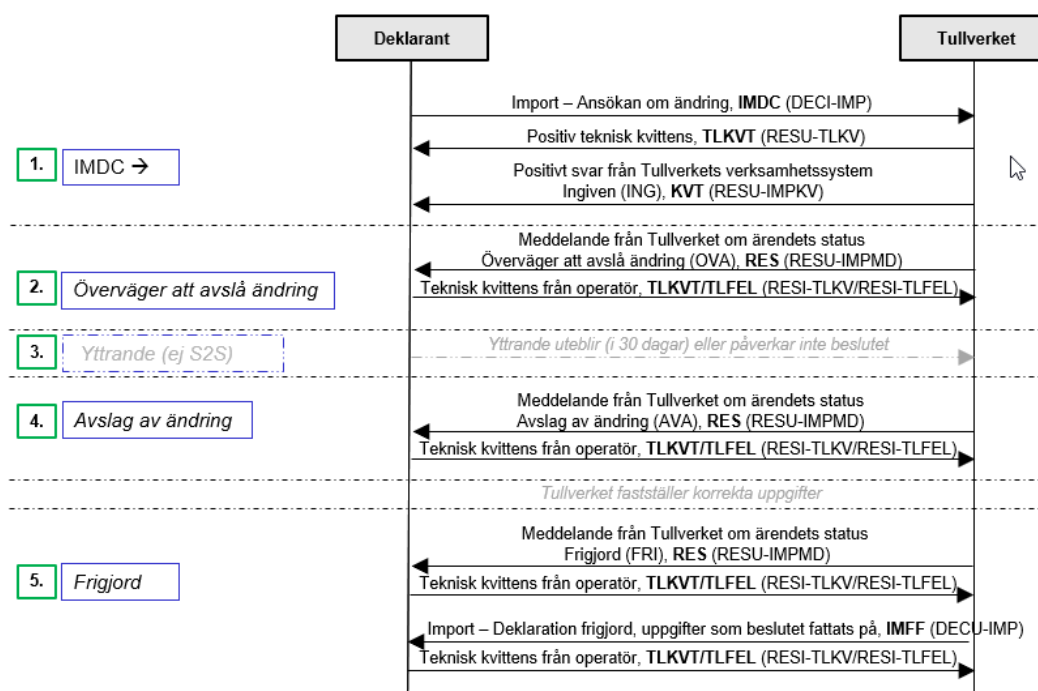 Deklarant
Tullverket
Import – Ansökan om ändring, IMDC (DECI-IMP)
Positiv teknisk kvittens, TLKVT (RESU-TLKV)
1.
IMDC →
Positivt svar från Tullverkets verksamhetssystem
Ingiven (ING), KVT (RESU-IMPKV)
Meddelande från Tullverket om ärendets status
Överväger att avslå ändring (OVA), RES (RESU-IMPMD)
2.
Överväger att avslå ändring
Teknisk kvittens från operatör, TLKVT/TLFEL (RESI-TLKV/RESI-TLFEL)
3.
Yttrande (ej S2S)
Yttrande uteblir (i 30 dagar) eller påverkar inte beslutet
Meddelande från Tullverket om ärendets status
4.
Avslag av ändring
Avslag av ändring (AVA), RES (RESU-IMPMD)
Teknisk kvittens från operatör, TLKVT/TLFEL (RESI-TLKV/RESI-TLFEL)
Tullverket fastställer korrekta uppgifter
Meddelande från Tullverket om ärendets status
Frigjord (FRI), RES (RESU-IMPMD)
5.
Frigjord
Teknisk kvittens från operatör, TLKVT/TLFEL (RESI-TLKV/RESI-TLFEL)
Import – Deklaration frigjord, uppgifter som beslutet fattats på, IMFF (DECU-IMP)
Teknisk kvittens från operatör, TLKVT/TLFEL (RESI-TLKV/RESI-TLFEL)